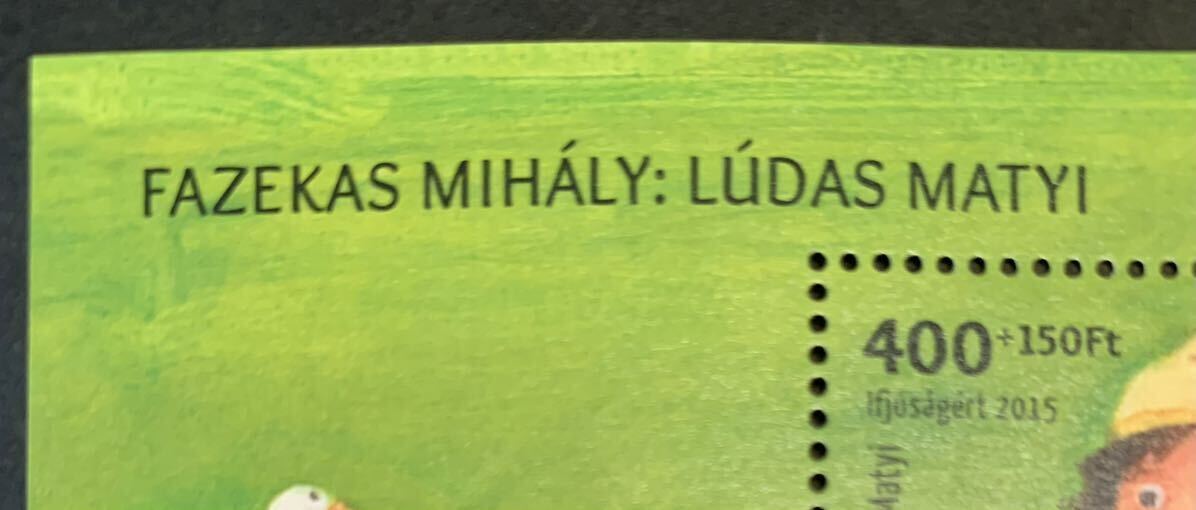 FAZEKAS MIHÁLY: LÚDAS MATYI
400+150Ft
Ifjúságért 2015
Matyi